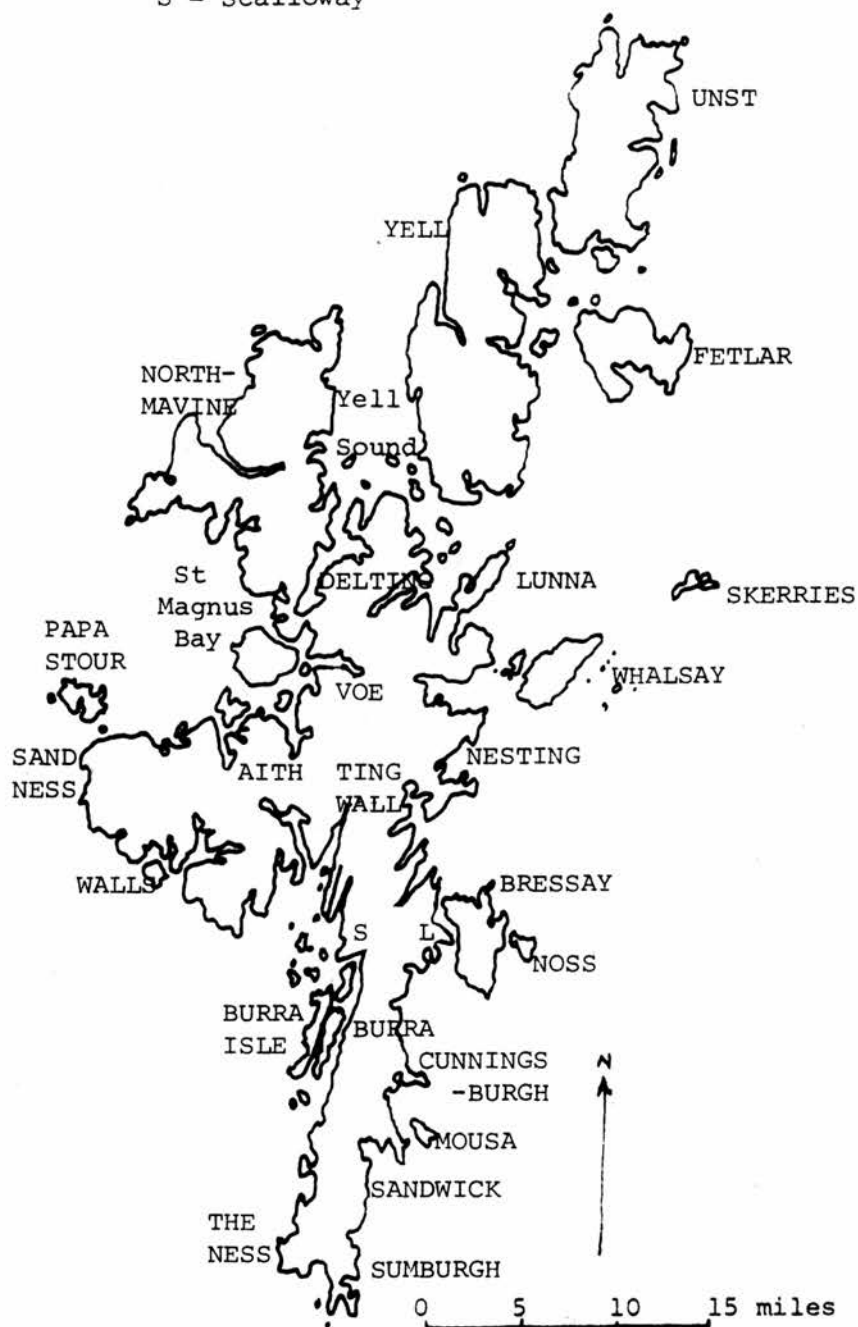 S - Scalloway
UNST
YELL
FETLAR
NORTH-
MAVINE
Yell
Sound
St
Magnus
Bay
DELTING
LUNNA
SKERRIES
PAPA
STOUR
VOE
WHALSAY
SAND
NESS
AITH
TING
WALL
NESTING
WALLS
BRESSAY
S
L
NOSS
BURRA
ISLE
BURRA
CUNNINGS
-BURGH
N
MOUSA
SANDWICK
THE
NESS
SUMBURGH
0 5 10 15 miles